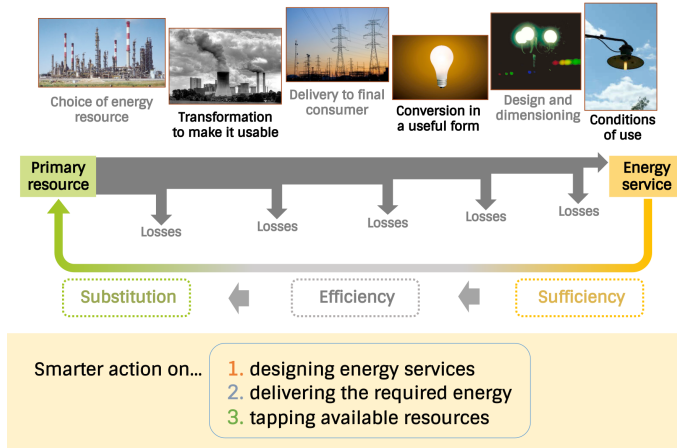 Choice of energy
resource
Transformation
to make it usable
Delivery to final
consumer
Conversion in
a useful form
Design and
dimensioning
Conditions
of use
Primary
resource
Energy
service
Losses
Losses
Losses
Losses
Losses
Substitution
Efficiency
Sufficiency
Smarter action on...
1. designing energy services
2. delivering the required energy
3. tapping available resources